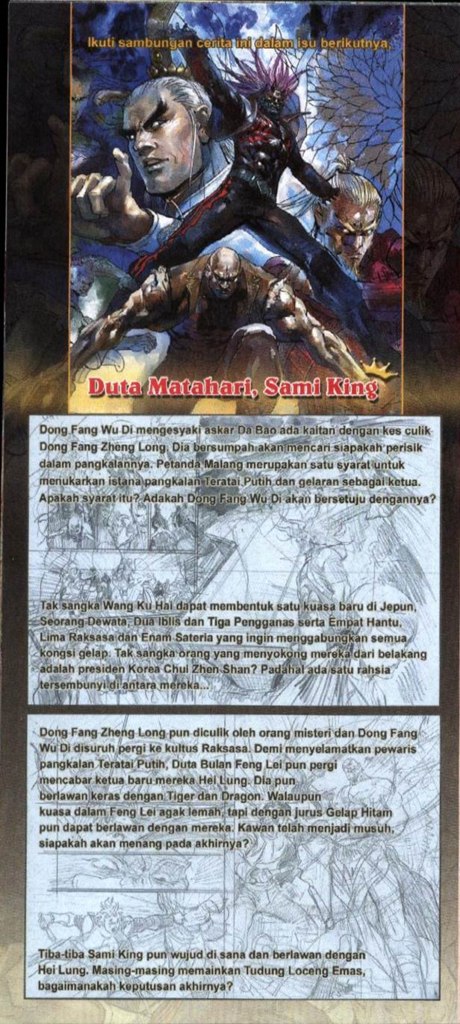 Ikuti sambungan cerita ini dalam isu berikutnya,
Duta Matahari, Sami King
Dong Fang Wu Di mengesyaki askar Da Bao ada kaitan dengan kes culik
Dong Fang Zheng Long. Dia bersumpah akan mencari siapakah perisik
dalam pangkalannya. Petanda Malang merupakan satu syarat untuk
menukarkan istana pangkalan Teratai Putih dan gelaran sebagai ketua.
Apakah syarat itu? Adakah Dong Fang Wu Di akan bersetuju dengannya?
Tak sangka Wang Ku Hai dapat membentuk satu kuasa baru di Jepun,
Seorang Dewata, Dua Iblis dan Tiga Pengganas serta Empat Hantu,
Lima Raksasa dan Enam Sateria yang ingin menggabungkan semua
kongsi gelap. Tak sangka orang yang menyokong mereka dari belakang
adalah presiden Korea Chui Zhen Shan? Padahal ada satu rahsia
tersembunyi di antara mereka...
Dong Fang Zheng Long pun diculik oleh orang misteri dan Dong Fang
Wu Di disuruh pergi ke kultus Raksasa. Demi menyelamatkan pewaris
pangkalan Teratai Putih, Duta Bulan Feng Lei pun pergi
mencabar ketua baru mereka Hei Lung. Dia pun
berlawan keras dengan Tiger dan Dragon. Walaupun
kuasa dalam Feng Lei agak lemah, tapi dengan jurus Gelap Hitam
pun dapat berlawan dengan mereka. Kawan telah menjadi musuh,
siapakah akan menang pada akhirnya?
Tiba-tiba Sami King pun wujud di sana dan berlawan dengan
Hei Lung. Masing-masing memainkan Tudung Loceng Emas,
bagaimanakah keputusan akhirnya?